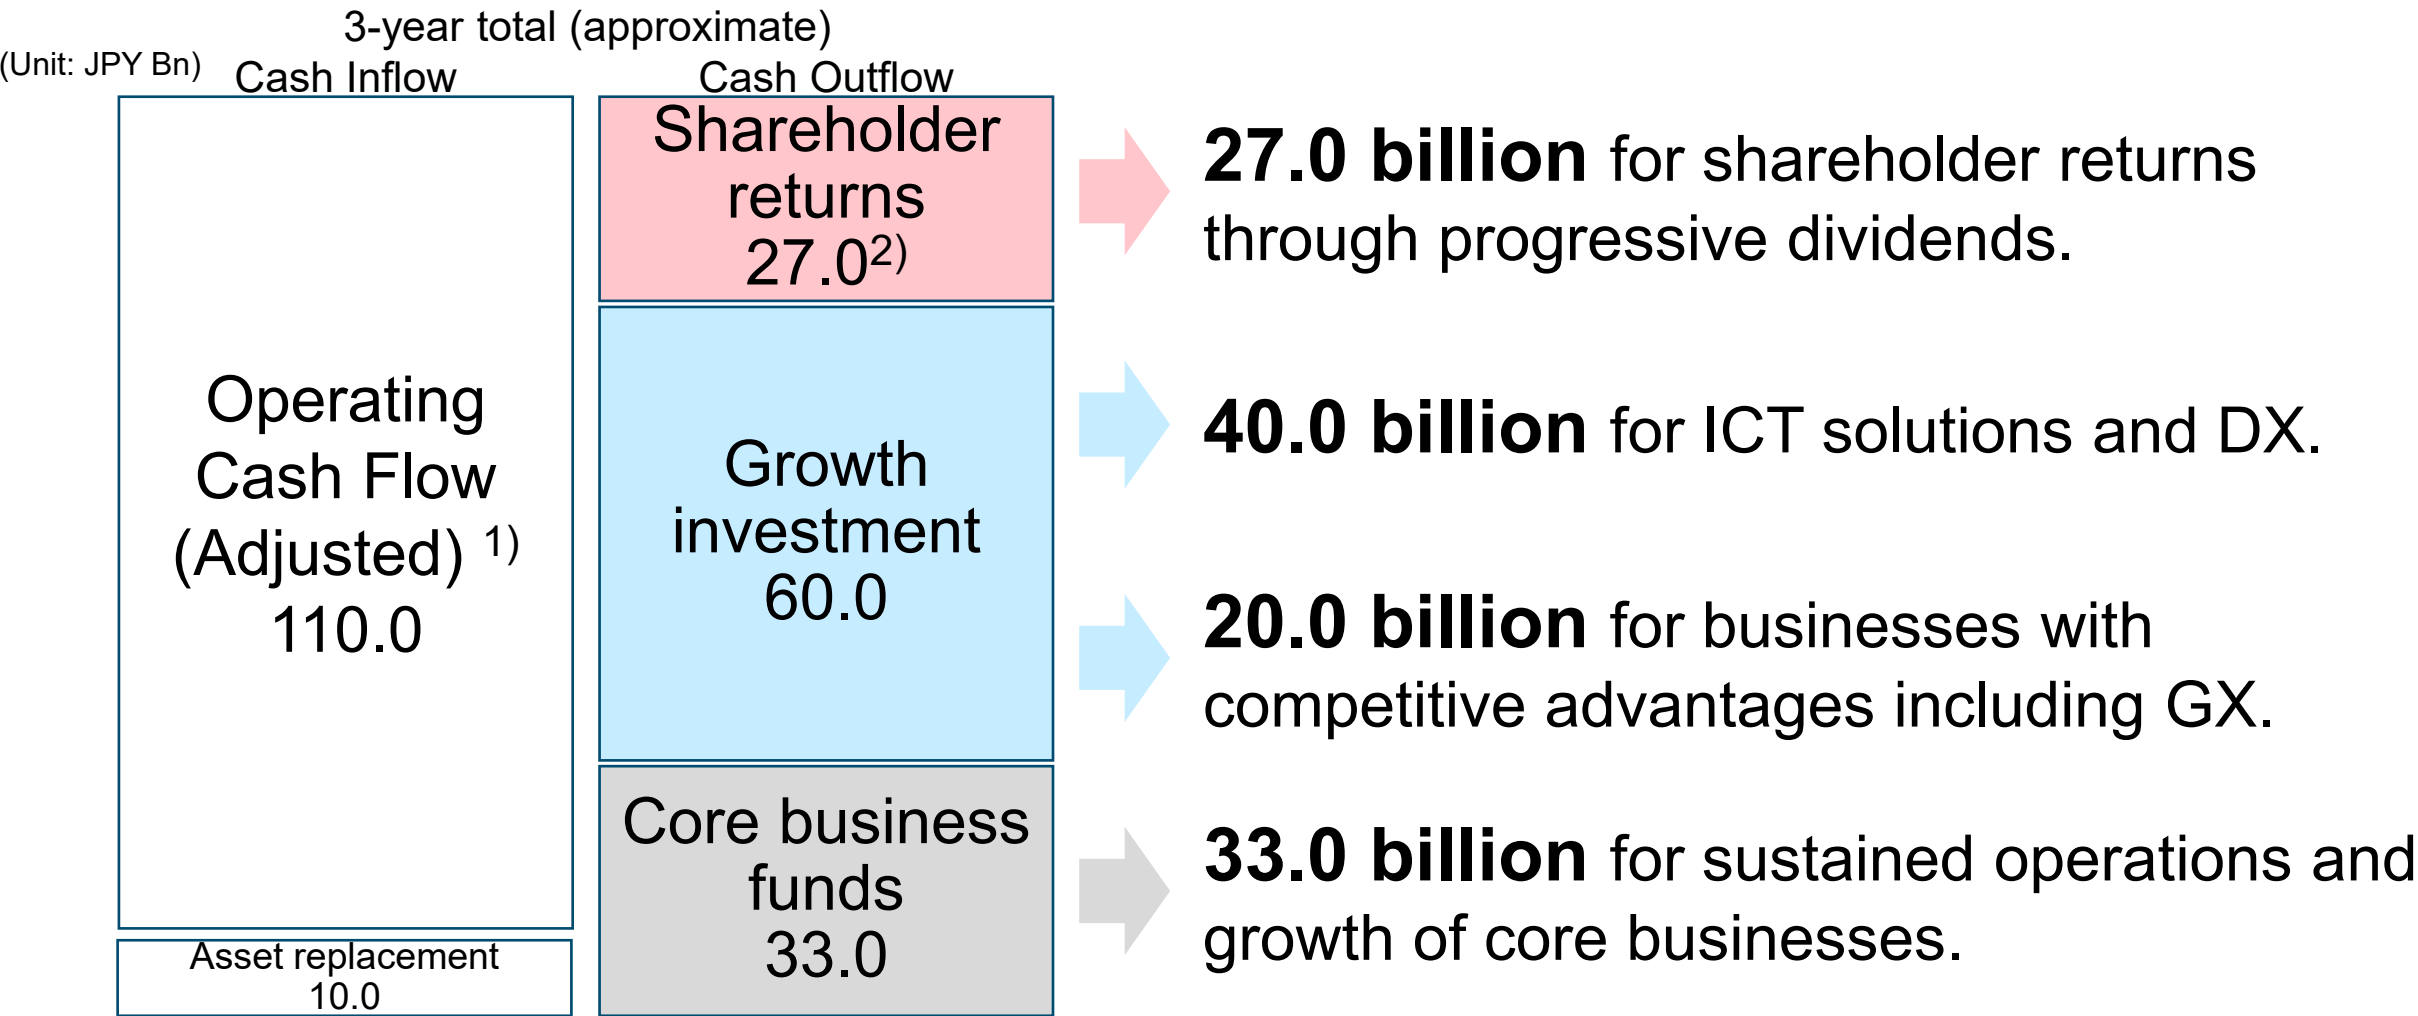 3-year total (approximate)
(Unit: JPY Bn)
Cash Inflow
Cash Outflow
Operating
Cash Flow
(Adjusted) 1)
110.0
Asset replacement
10.0
Shareholder
returns
27.02)
Growth
investment
60.0
Core business
funds
33.0
27.0 billion for shareholder returns
through progressive dividends.
40.0 billion for ICT solutions and DX.
20.0 billion for businesses with
competitive advantages including GX.
33.0 billion for sustained operations and
growth of core businesses.